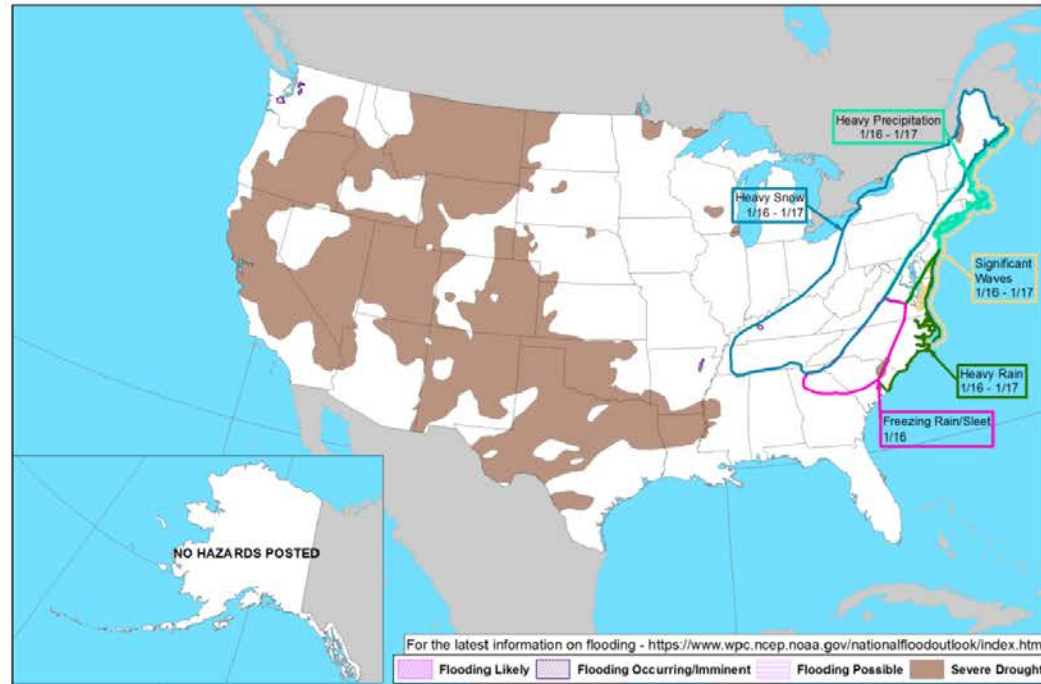 Heavy Precipitation
1/16 - 1/17
Heavy Snow
1/16 - 1/17
Significant
Waves
1/16 - 1/17
Heavy Rain
1/16 - 1/17
Freezing Rain/Sleet
1/16
NO HAZARDS POSTED
For the latest information on flooding - https://www.wpc.ncep.noaa.gov/nationalfloodoutlook/index.htm
Flooding Likely Flooding Occurring/Imminent Flooding Possible Severe Drought